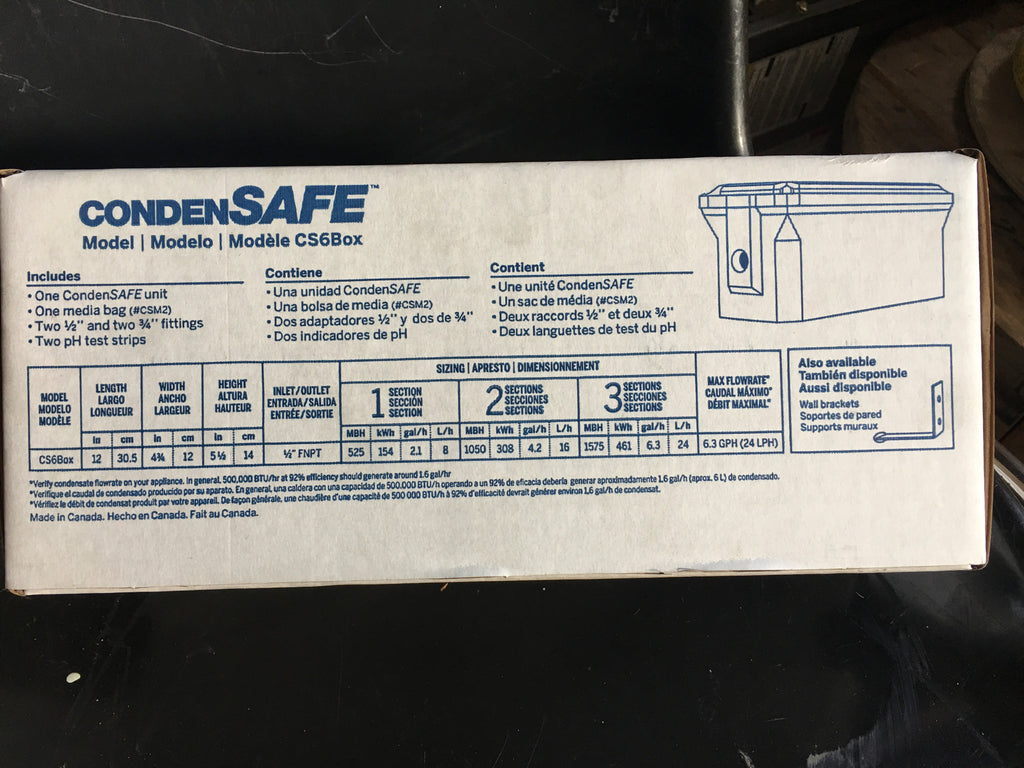 CONDENSAFE™
Model | Modelo | Modèle CS6Box
Includes
• One CondenSAFE unit
• One media bag (#CSM2)
• Two ½" and two ¾" fittings
• Two pH test strips
Contiene
• Una unidad CondenSAFE
• Una bolsa de media (#CSM2)
• Dos adaptadores ½" y dos de ¾"
• Dos indicadores de pH
Contient
• Une unité CondenSAFE
• Un sac de média (#CSM2)
• Deux raccords ½" et deux ¾"
• Deux languettes de test du pH
MODEL
MODELO
MODÈLE
LENGTH
LARGO
LONGUEUR
WIDTH
ANCHO
LARGEUR
HEIGHT
ALTURA
HAUTEUR
INLET/OUTLET
ENTRADA/SALIDA
ENTRÉE/SORTIE
SIZING | APRESTO | DIMENSIONNEMENT
1 SECTION
SECCIÓN
SECTION
2 SECTIONS
SECCIONES
SECTIONS
3 SECTIONS
SECCIONES
SECTIONS
MAX FLOWRATE*
CAUDAL MÁXIMO*
DÉBIT MAXIMAL*
in cm in cm in cm MBH kWh gal/h L/h MBH kWh gal/h L/h MBH kWh gal/h L/h
CS6Box 12 30.5 4¾ 12 5½ 14 ½" FNPT 525 154 2.1 8 1050 308 4.2 16 1575 461 6.3 24 6.3 GPH (24 LPH)
Also available
También disponible
Aussi disponible
Wall brackets
Soportes de pared
Supports muraux
*Verify condensate flowrate on your appliance. In general, 500,000 BTU/hr at 92% efficiency should generate around 1.6 gal/hr
*Verifique el caudal de condensado producido por su aparato. En general, una caldera con una capacidad de 500.000 BTU/h operando a un 92% de eficacia debería generar aproximadamente 1,6 gal/h (aprox. 6 L) de condensado.
*Vérifiez le débit de condensat produit par votre appareil. De façon générale, une chaudière d'une capacité de 500 000 BTU/h à 92% d'efficacité devrait générer environ 1,6 gal/h de condensat.
Made in Canada. Hecho en Canada. Fait au Canada.